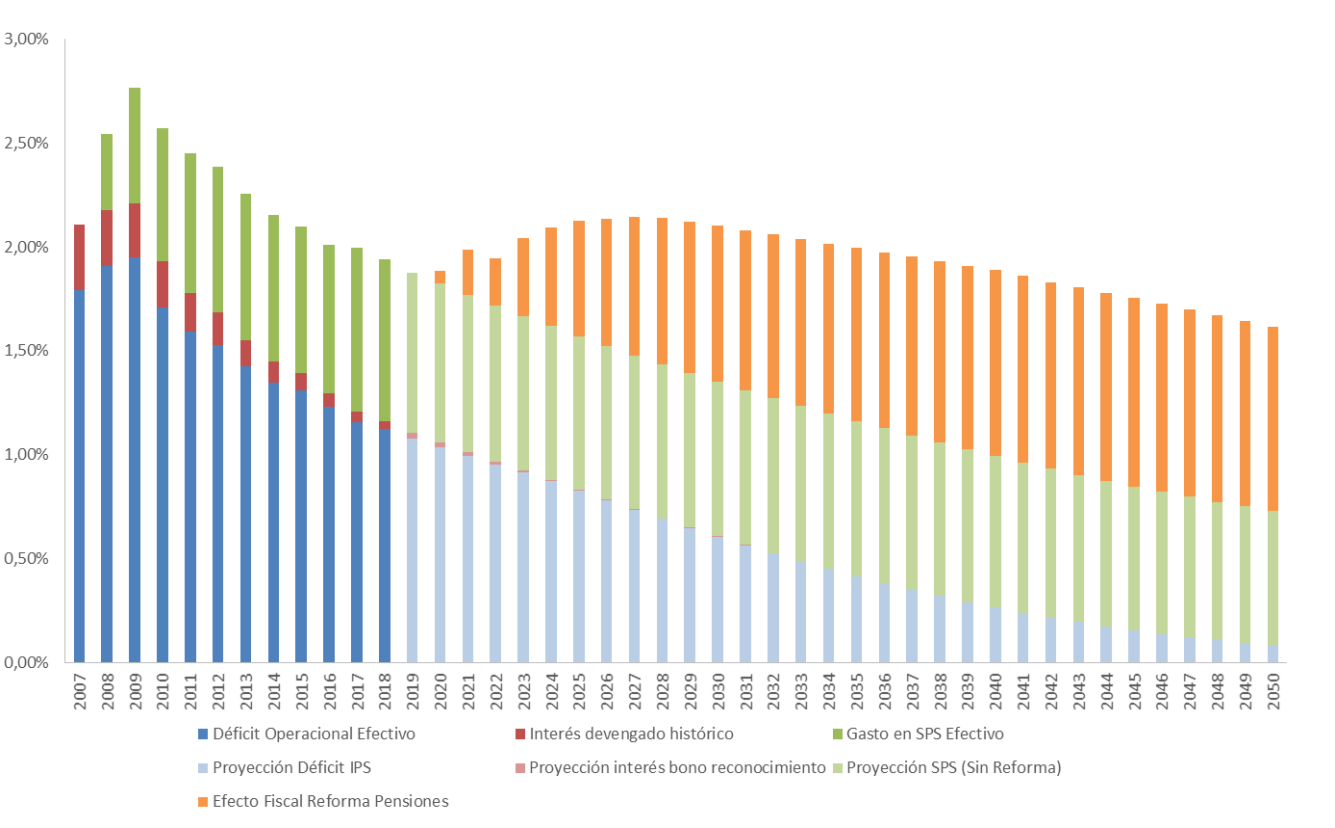 3,00%
2,50%
2,00%
1,50%
1,00%
0,50%
0,00%
2007 2008 2009 2010 2011 2012 2013 2014 2015 2016 2017 2018 2019 2020 2021 2022 2023 2024 2025 2026 2027 2028 2029 2030 2031 2032 2033 2034 2035 2036 2037 2038 2039 2040 2041 2042 2043 2044 2045 2046 2047 2048 2049 2050
Déficit Operacional Efectivo Interés devengado histórico Gasto en SPS Efectivo
Proyección Déficit IPS Proyección interés bono reconocimiento Proyección SPS (Sin Reforma)
Efecto Fiscal Reforma Pensiones